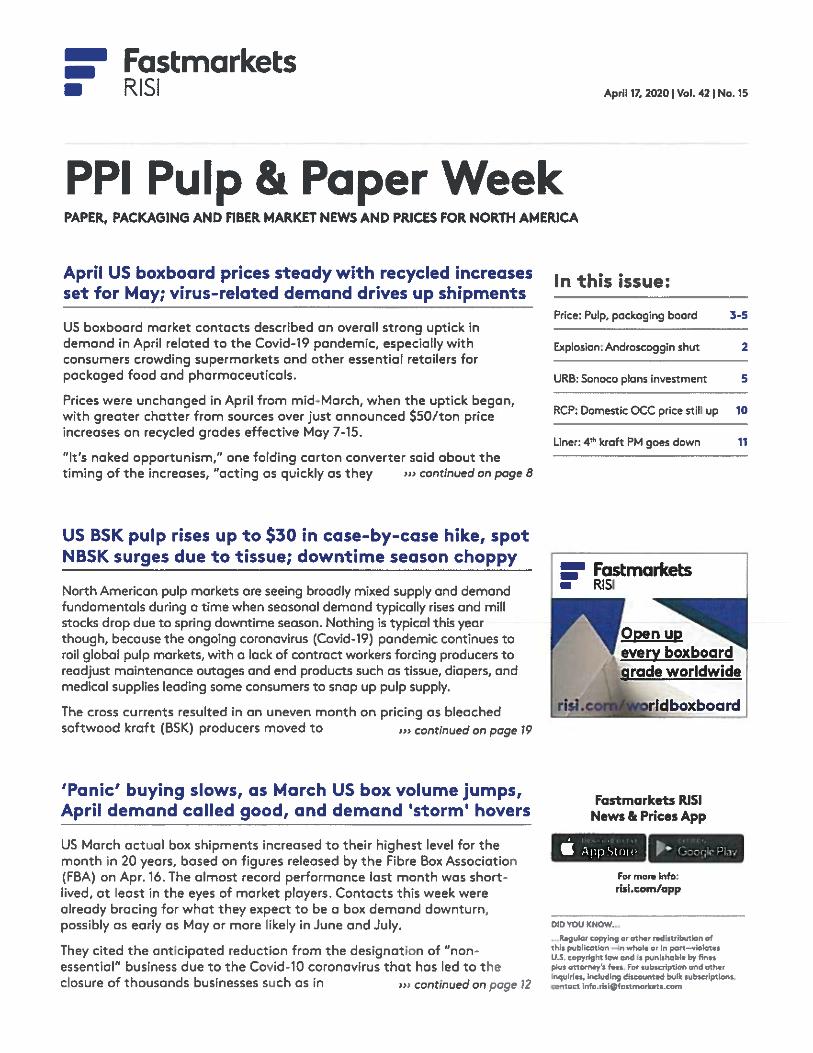 Fastmarkets
RISI
April 17, 2020 | Vol. 42 | No. 15
PPI Pulp & Paper Week
PAPER, PACKAGING AND FIBER MARKET NEWS AND PRICES FOR NORTH AMERICA
April US boxboard prices steady with recycled increases
set for May; virus-related demand drives up shipments
US boxboard market contacts described an overall strong uptick in
demand in April related to the Covid-19 pandemic, especially with
consumers crowding supermarkets and other essential retailers for
packaged food and pharmaceuticals.
Prices were unchanged in April from mid-March, when the uptick began,
with greater chatter from sources over just announced $50/ton price
increases on recycled grades effective May 7-15.
"It's naked opportunism," one folding carton converter said about the
timing of the increases, "acting as quickly as they ››› continued on page 8
US BSK pulp rises up to $30 in case-by-case hike, spot
NBSK surges due to tissue; downtime season choppy
North American pulp markets are seeing broadly mixed supply and demand
fundamentals during a time when seasonal demand typically rises and mill
stocks drop due to spring downtime season. Nothing is typical this year
though, because the ongoing coronavirus (Covid-19) pandemic continues to
roil global pulp markets, with a lack of contract workers forcing producers to
readjust maintenance outages and end products such as tissue, diapers, and
medical supplies leading some consumers to snap up pulp supply.
The cross currents resulted in an uneven month on pricing as bleached
softwood kraft (BSK) producers moved to ››› continued on page 19
'Panic' buying slows, as March US box volume jumps,
April demand called good, and demand 'storm' hovers
US March actual box shipments increased to their highest level for the
month in 20 years, based on figures released by the Fibre Box Association
(FBA) on Apr. 16. The almost record performance last month was short-
lived, at least in the eyes of market players. Contacts this week were
already bracing for what they expect to be a box demand downturn,
possibly as early as May or more likely in June and July.
They cited the anticipated reduction from the designation of "non-
essential" business due to the Covid-10 coronavirus that has led to the
closure of thousands businesses such as in ››› continued on page 12
In this issue:
Price: Pulp, packaging board 3-5
Explosion: Androscoggin shut 2
URB: Sonoco plans investment 5
RCP: Domestic OCC price still up 10
Liner: 4th kraft PM goes down 11
Fastmarkets
RISI
Open up
every boxboard
grade worldwide
risi.com/worldboxboard
Fastmarkets RISI
News & Prices App
App Store
Google Play
For more info:
risi.com/app
DID YOU KNOW...
...Regular copying or other redistribution of
this publication —in whole or in part—violates
U.S. copyright law and is punishable by fines
plus attorney's fees. For subscription and other
inquiries, including discounted bulk subscriptions,
contact info.risi@fastmarkets.com